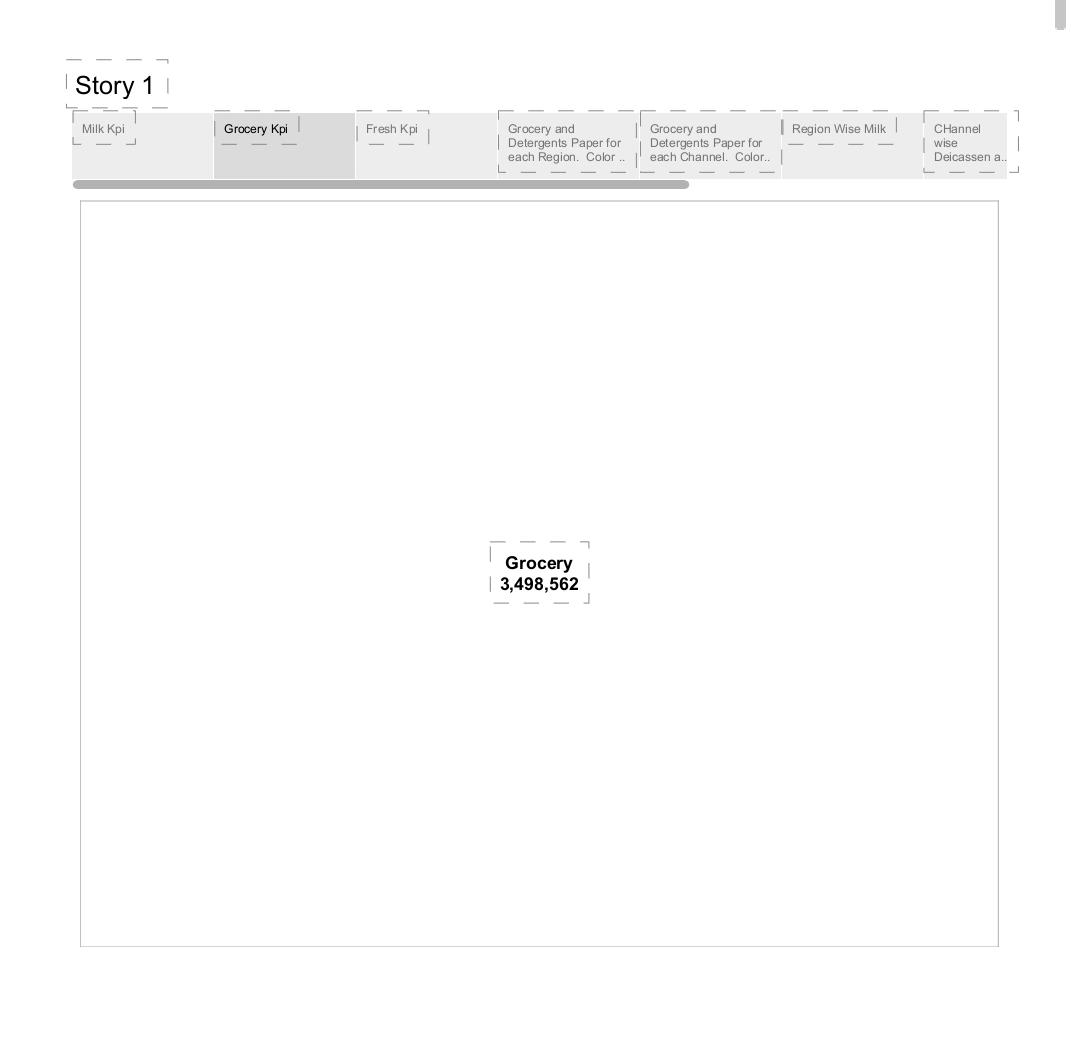 Story 1
Milk Kpi
Grocery Kpi
Fresh Kpi
Grocery and
Detergents Paper for
each Region.  Color ..
Grocery and
Detergents Paper for
each Channel.  Color..
Region Wise Milk
CHannel
wise
Deicassen a..
Grocery
3,498,562